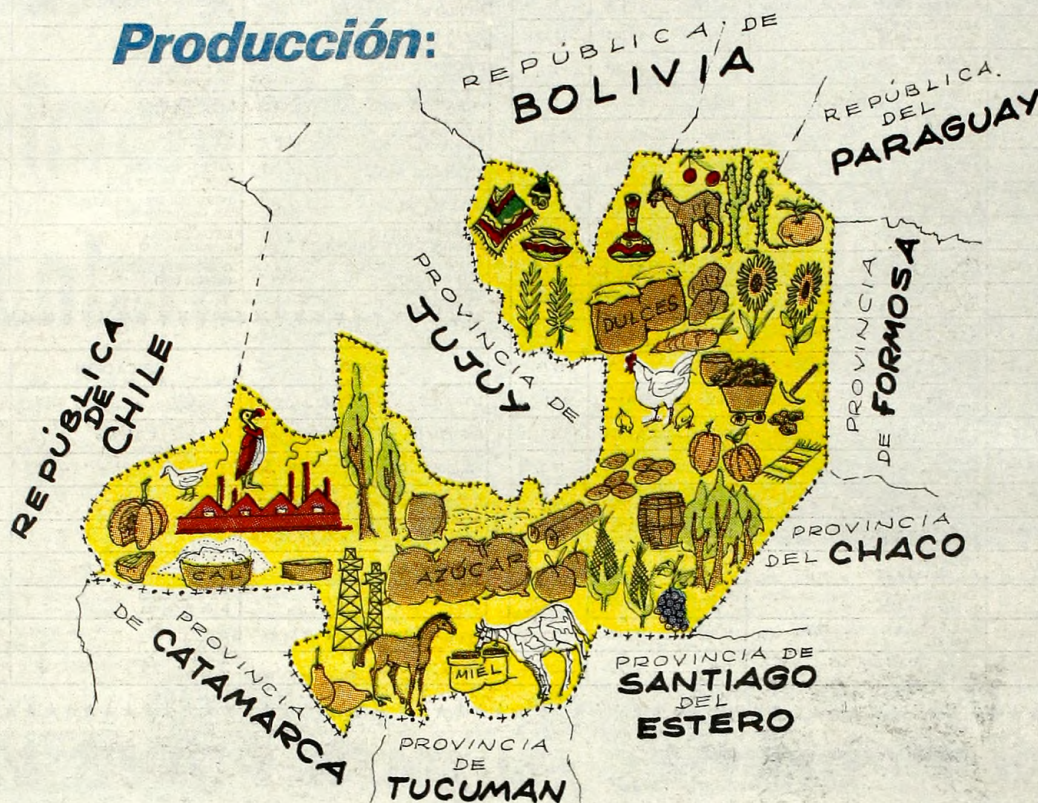 Producción:
REPÚBLICA DE
BOLIVIA
REPÚBLICA.
DEL
PARAGUAY
PROVINCIA DE
JUJUY
PROVINCIA
DE FORMOSA
REPÚBLICA
DE
CHILE
DULCES
PROVINCIA
DEL CHACO
CAL
AZÚCAR
MIEL
PROVINCIA
DE CATAMARCA
PROVINCIA DE
SANTIAGO
DEL
ESTERO
PROVINCIA
DE
TUCUMAN